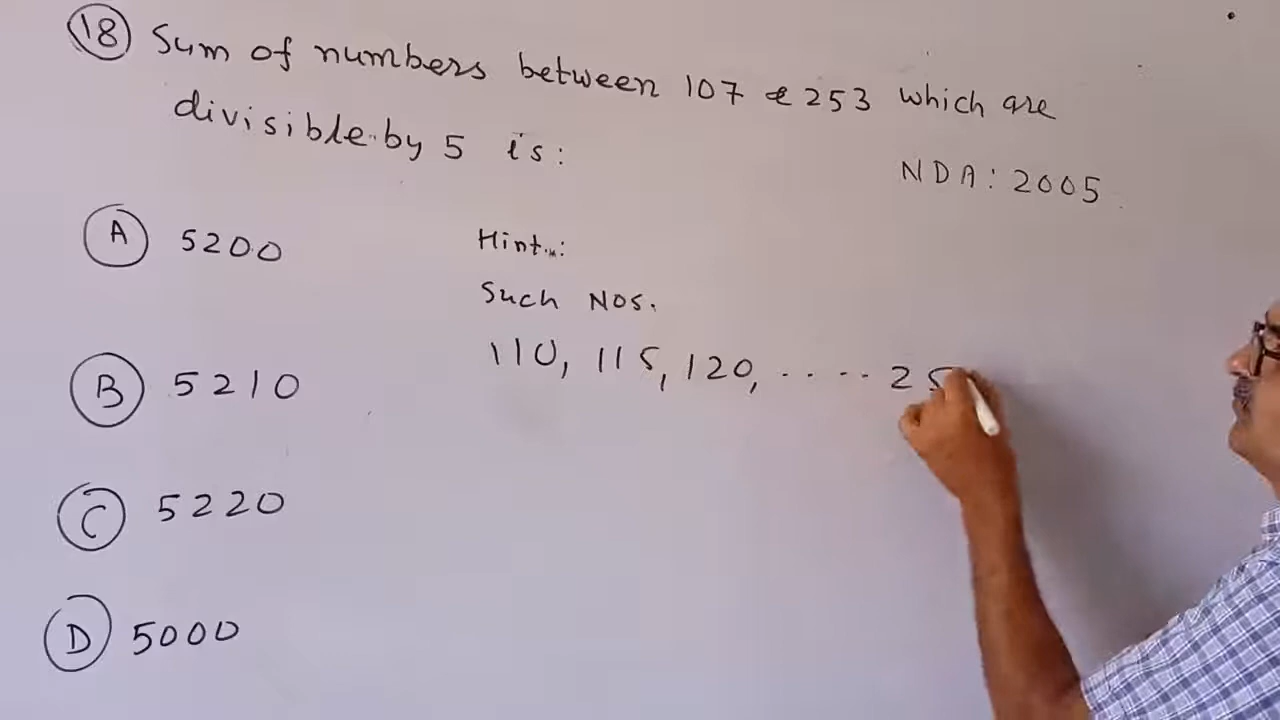 18 Sum of numbers between 107 & 253 which are
divisible by 5 is:
NDA: 2005
A 5200
Hint:
Such Nos.
110, 115, 120, ..... 25
B 5210
C 5220
D 5000